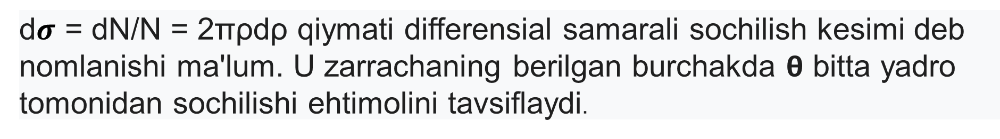 d𝝈 = dN/N = 2πρdρ qiymati differensial samarali sochilish kesimi deb
nomlanishi ma'lum. U zarrachaning berilgan burchakda θ bitta yadro
tomonidan sochilishi ehtimolini tavsiflaydi.